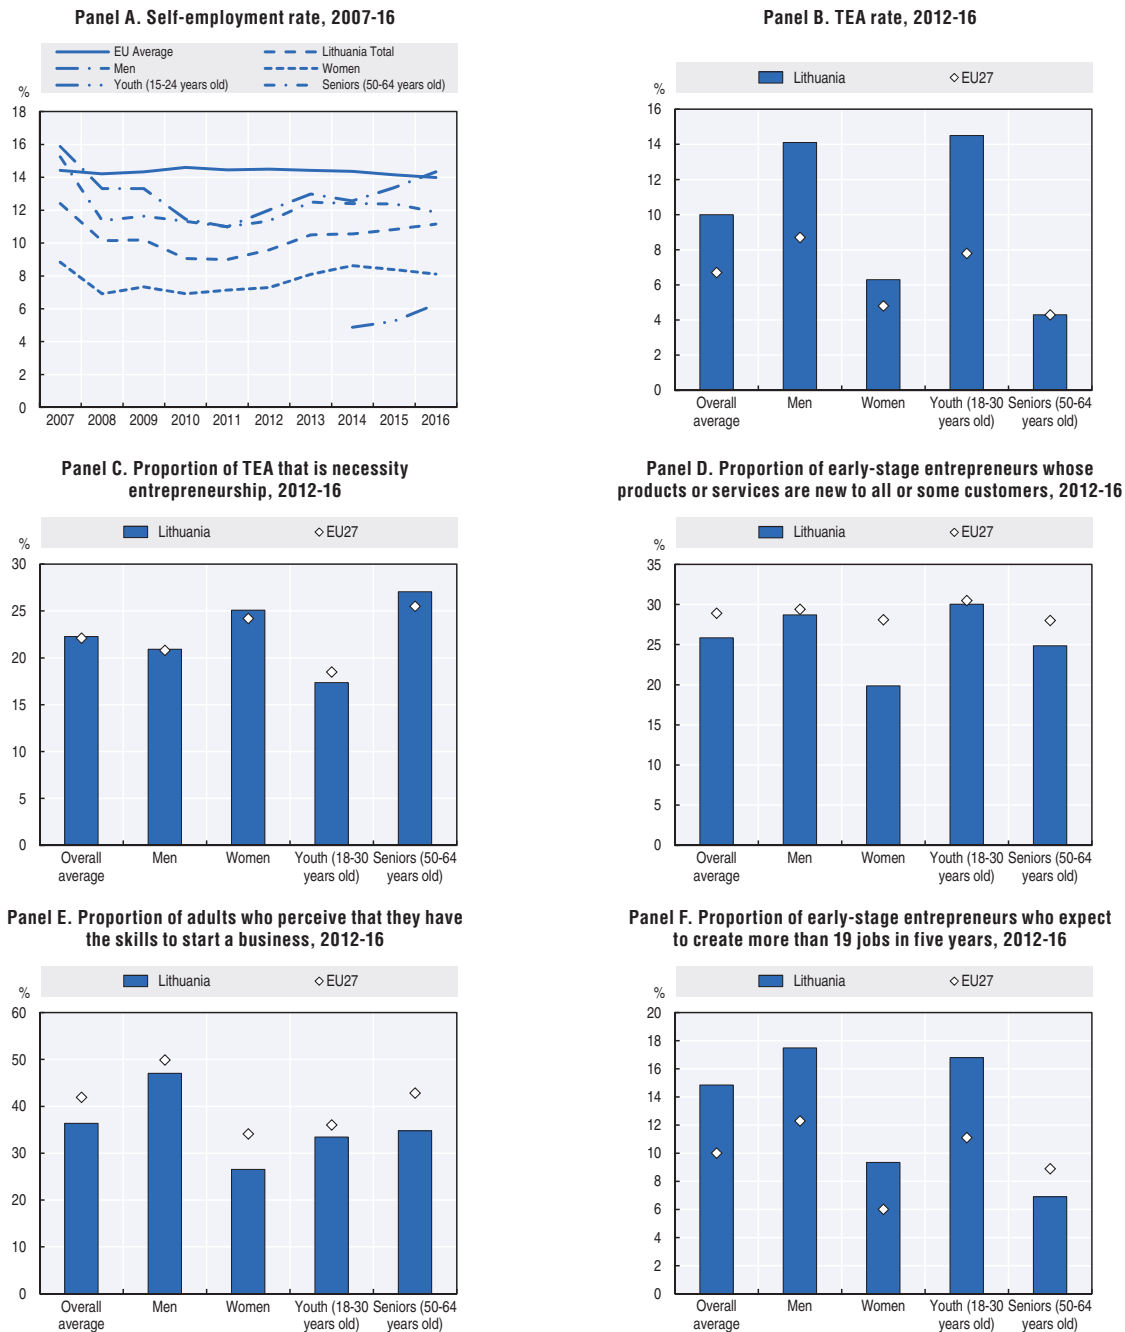 Panel A. Self-employment rate, 2007-16
EU Average
Lithuania Total
Men
Women
Youth (15-24 years old)
Seniors (50-64 years old)
%
18
16
14
12
10
8
6
4
2
0
2007 2008 2009 2010 2011 2012 2013 2014 2015 2016
Panel B. TEA rate, 2012-16
Lithuania
EU27
%
16
14
12
10
8
6
4
2
0
Overall average
Men
Women
Youth (18-30 years old)
Seniors (50-64 years old)
Panel C. Proportion of TEA that is necessity
entrepreneurship, 2012-16
Lithuania
EU27
%
30
25
20
15
10
5
0
Overall average
Men
Women
Youth (18-30 years old)
Seniors (50-64 years old)
Panel D. Proportion of early-stage entrepreneurs whose
products or services are new to all or some customers, 2012-16
Lithuania
EU27
%
35
30
25
20
15
10
5
0
Overall average
Men
Women
Youth (18-30 years old)
Seniors (50-64 years old)
Panel E. Proportion of adults who perceive that they have
the skills to start a business, 2012-16
Lithuania
EU27
%
60
50
40
30
20
10
0
Overall average
Men
Women
Youth (18-30 years old)
Seniors (50-64 years old)
Panel F. Proportion of early-stage entrepreneurs who expect
to create more than 19 jobs in five years, 2012-16
Lithuania
EU27
%
20
18
16
14
12
10
8
6
4
2
0
Overall average
Men
Women
Youth (18-30 years old)
Seniors (50-64 years old)